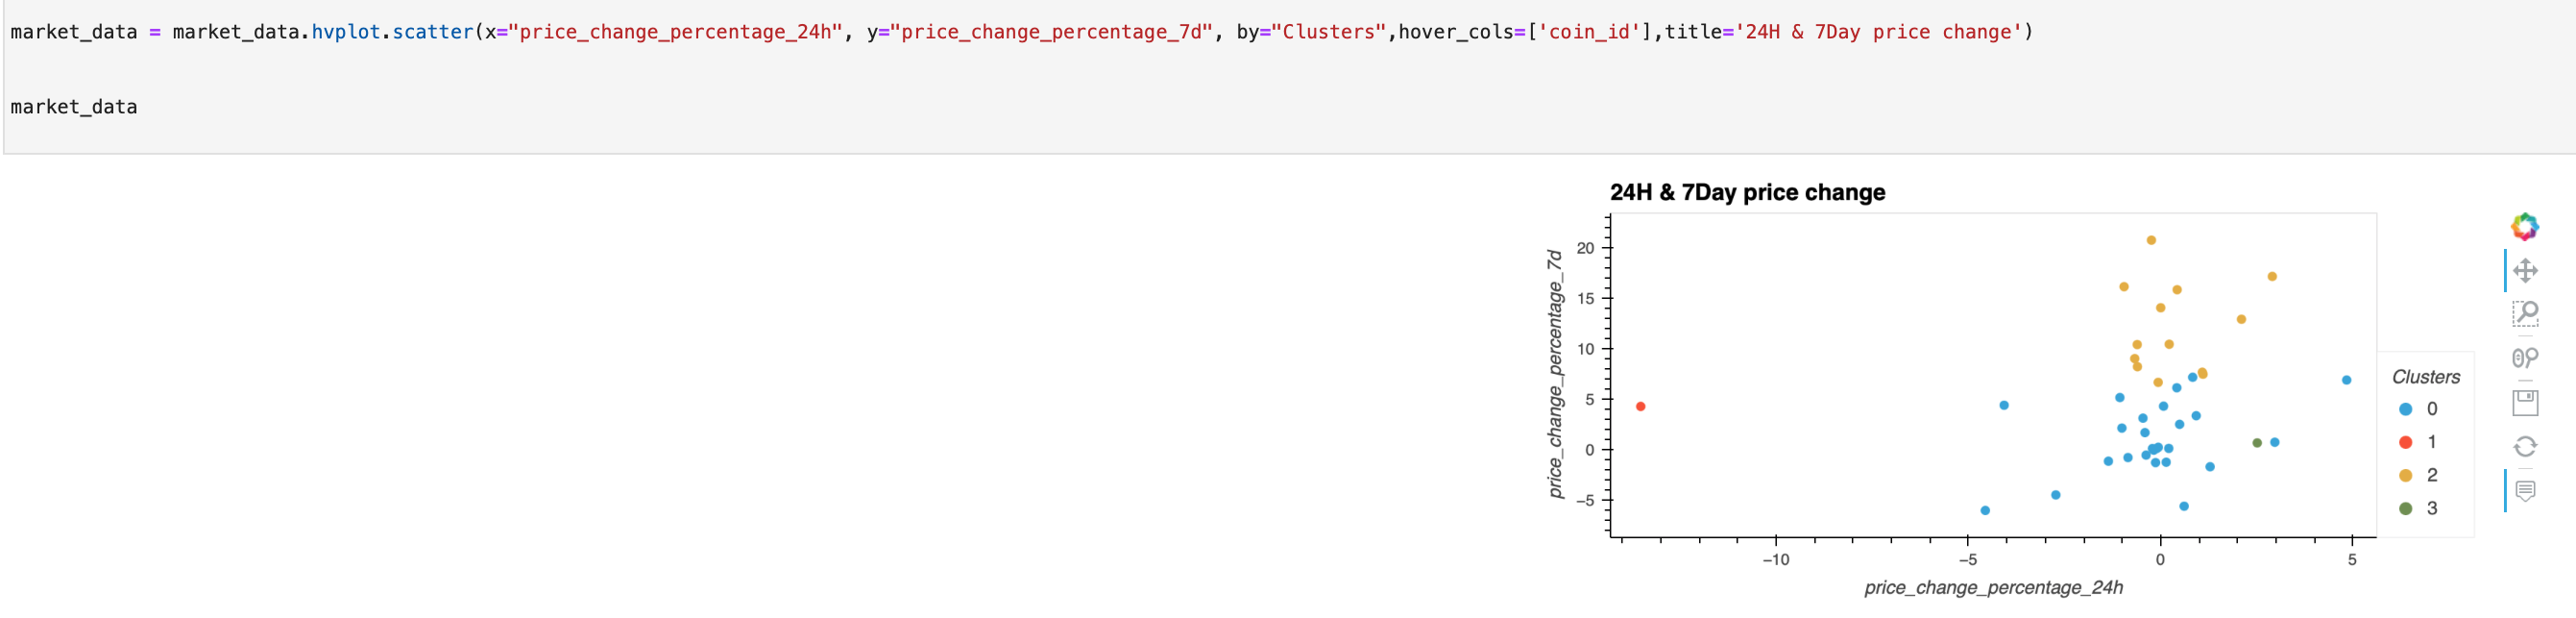 market_data = market_data.hvplot.scatter(x="price_change_percentage_24h", y="price_change_percentage_7d", by="Clusters",hover_cols=['coin_id'],title='24H & 7Day price change')
market_data
24H & 7Day price change
price_change_percentage_7d
20
15
10
5
0
−5
−10
−5
0
5
price_change_percentage_24h
Clusters
0
1
2
3